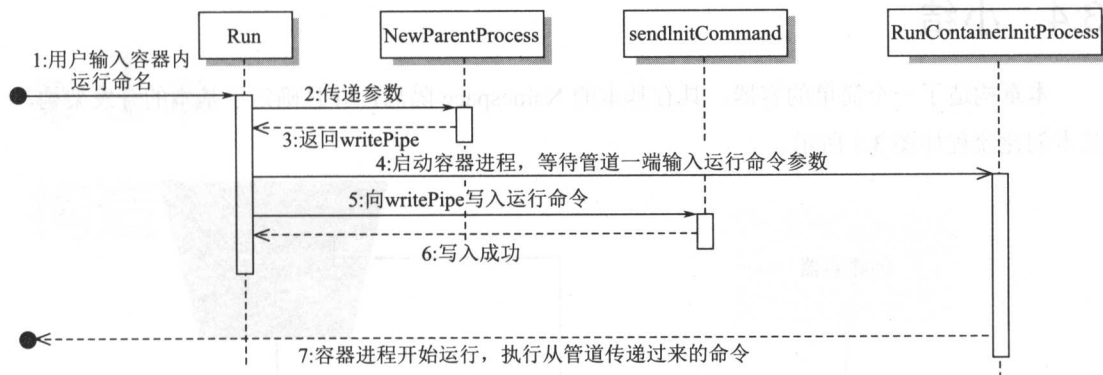 Run
NewParentProcess
sendInitCommand
RunContainerInitProcess
1:用户输入容器内
运行命名
2:传递参数
3:返回writePipe
4:启动容器进程，等待管道一端输入运行命令参数
5:向writePipe写入运行命令
6:写入成功
7:容器进程开始运行，执行从管道传递过来的命令